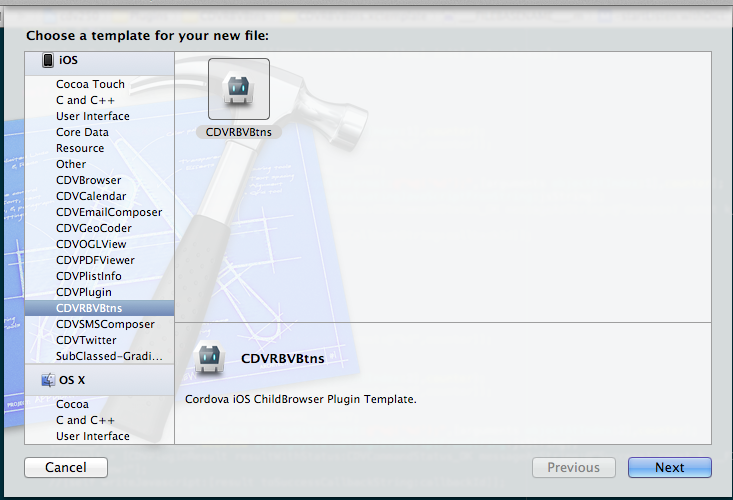 Choose a template for your new file:
iOS
Cocoa Touch
C and C++
User Interface
Core Data
Resource
Other
CDVBrowser
CDVCalendar
CDVEmailComposer
CDVGeoCoder
CDVOGLView
CDVPDFViewer
CDVPlistInfo
CDVPlugin
CDVRBVBtns
CDVSMSComposer
CDVTwitter
SubClassed-Gradi...
OS X
Cocoa
C and C++
User Interface
CDVRBVBtns
CDVRBVBtns
Cordova iOS ChildBrowser Plugin Template.
Cancel
Previous
Next